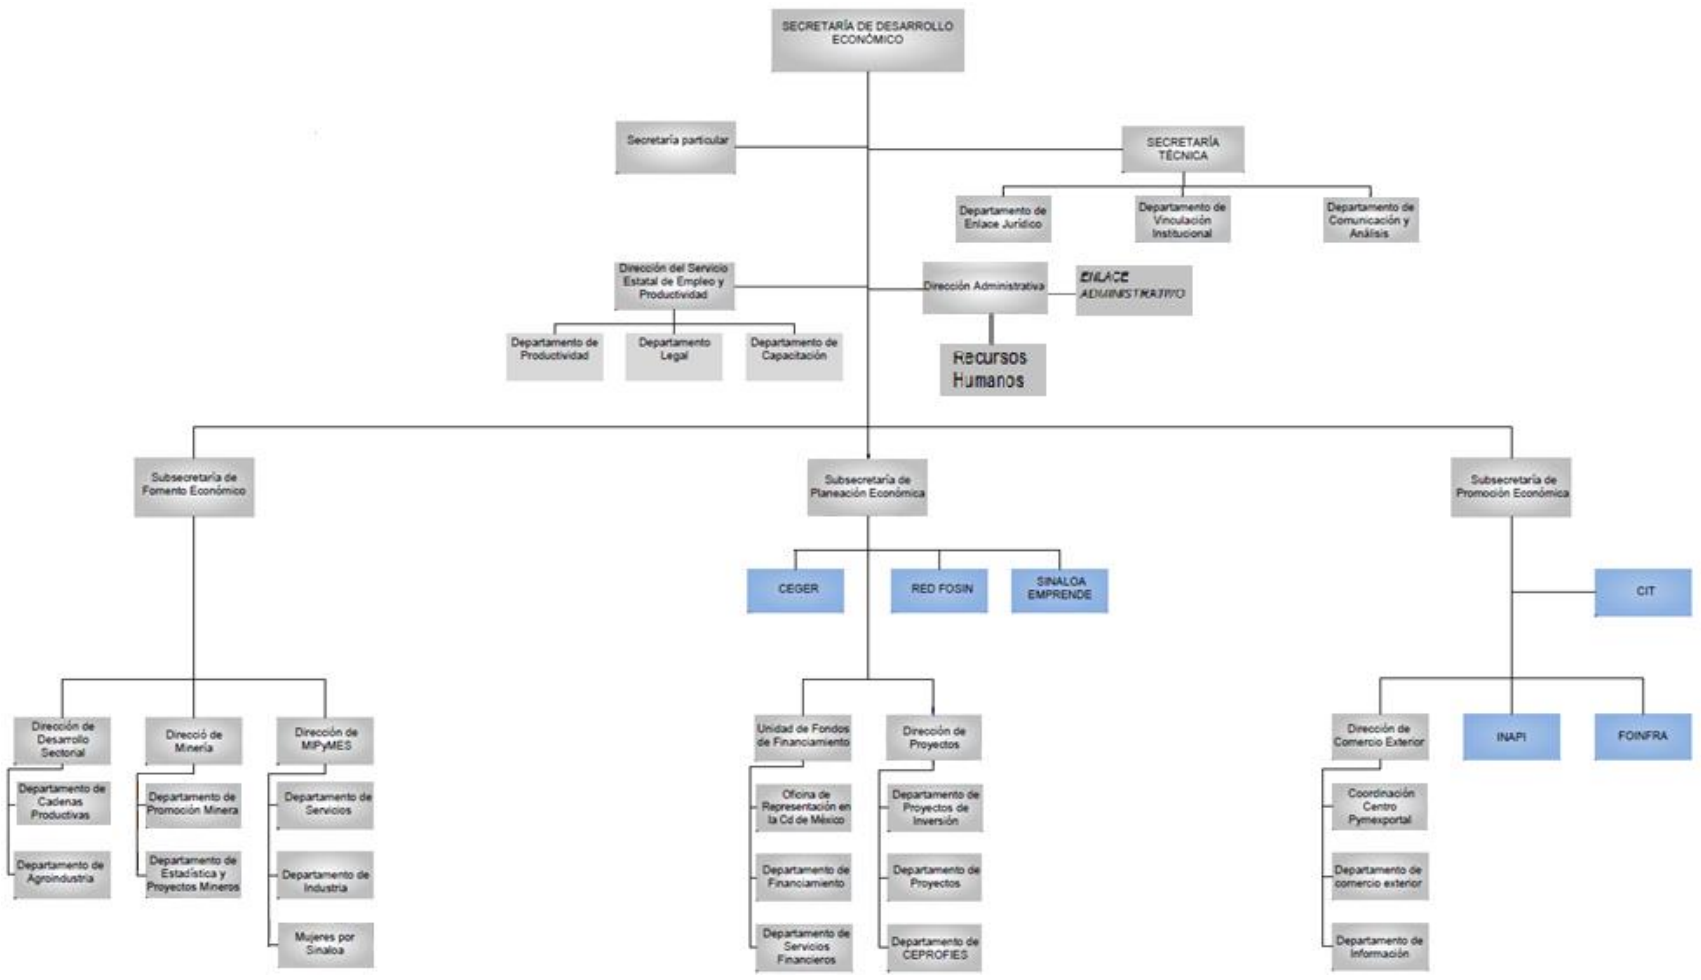 SECRETARÍA DE DESARROLLO
ECONÓMICO
Secretaría particular
SECRETARÍA
TÉCNICA
Departamento de
Enlace Jurídico
Departamento de
Vinculación
Institucional
Departamento de
Comunicación y
Análisis
Dirección del Servicio
Estatal de Empleo y
Productividad
Dirección Administrativa
ENLACE
ADMINISTRATIVO
Departamento de
Productividad
Departamento
Legal
Departamento de
Capacitación
Recursos
Humanos
Subsecretaría de
Fomento Económico
Subsecretaría de
Planeación Económica
Subsecretaría de
Promoción Económica
CEGER
RED FOSIN
SINALOA
EMPRENDE
CIT
Dirección de
Desarrollo
Sectorial
Direcció de
Minería
Dirección de
MIPyMES
Unidad de Fondos
de Financiamiento
Dirección de
Proyectos
Dirección de
Comercio Exterior
INAPI
FOINFRA
Departamento de
Cadenas
Productivas
Departamento de
Promoción Minera
Departamento de
Servicios
Oficina de
Representación en
la Cd de México
Departamento de
Proyectos de
Inversión
Coordinación
Centro
Pymexportal
Departamento de
Agroindustria
Departamento de
Estadística y
Proyectos Mineros
Departamento de
Industria
Departamento de
Financiamiento
Departamento de
Proyectos
Departamento de
comercio exterior
Mujeres por
Sinaloa
Departamento de
Servicios
Financieros
Departamento de
CEPROFIES
Departamento de
Información